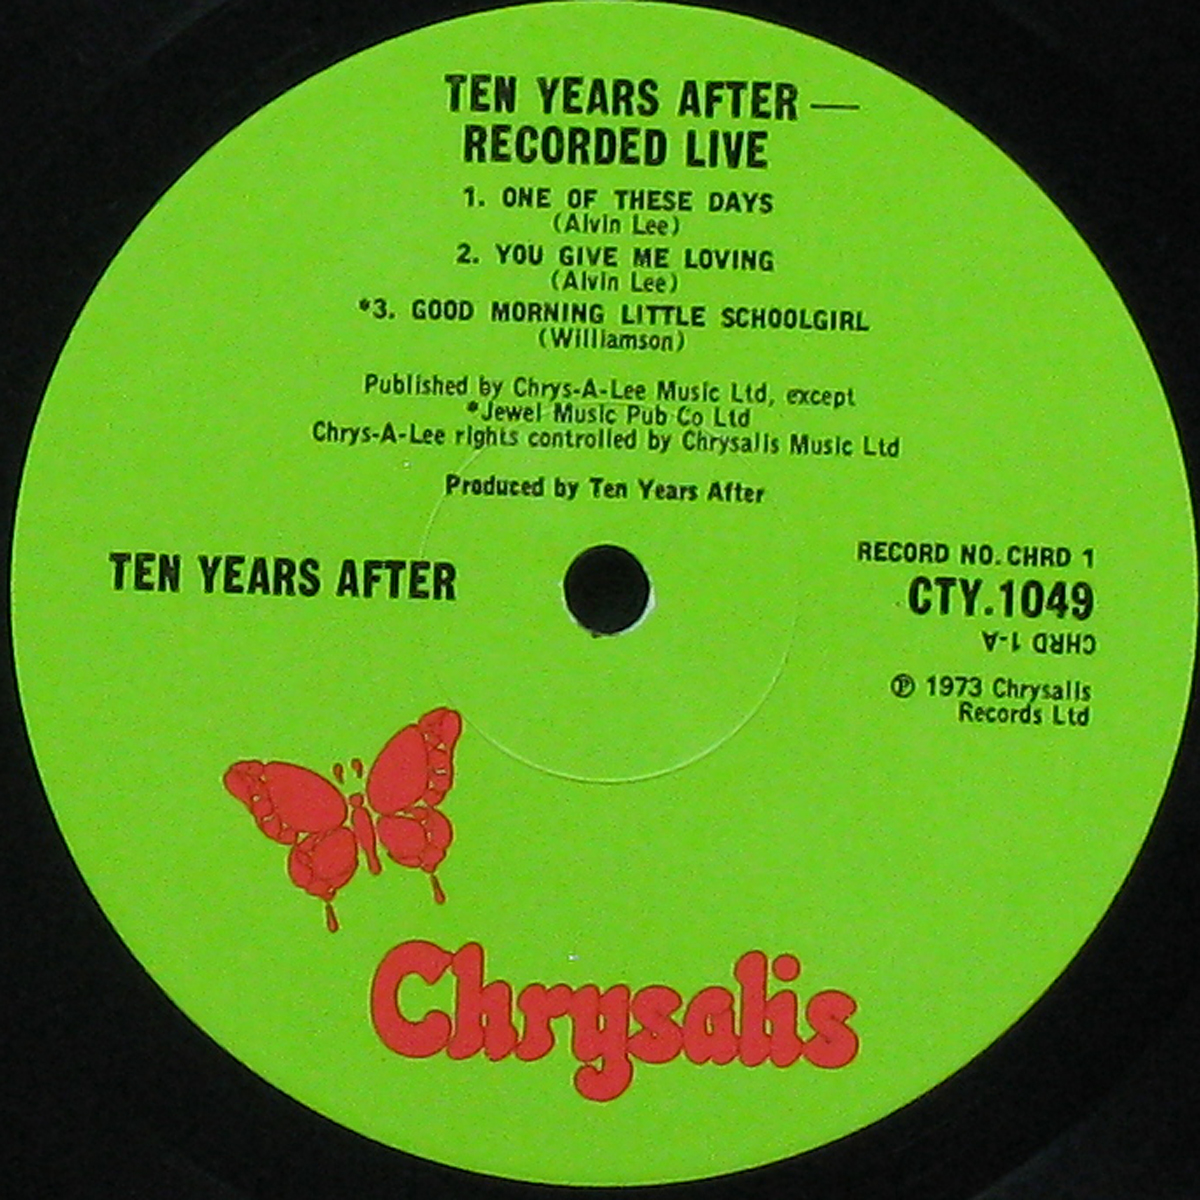 TEN YEARS AFTER —
RECORDED LIVE
1. ONE OF THESE DAYS
(Alvin Lee)
2. YOU GIVE ME LOVING
(Alvin Lee)
*3. GOOD MORNING LITTLE SCHOOLGIRL
(Williamson)
Published by Chrys-A-Lee Music Ltd, except
*Jewel Music Pub Co Ltd
Chrys-A-Lee rights controlled by Chrysalis Music Ltd
Produced by Ten Years After
TEN YEARS AFTER
RECORD NO. CHRD 1
CTY.1049
CHRD 1-A
℗ 1973 Chrysalis
Records Ltd
Chrysalis